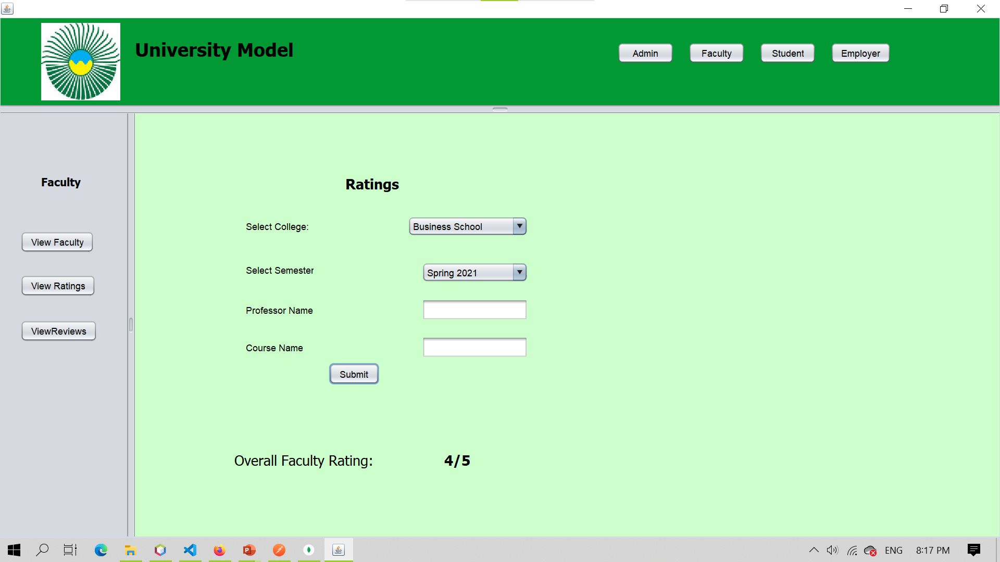 University Model
Admin
Faculty
Student
Employer
Faculty
View Faculty
View Ratings
ViewReviews
Ratings
Select College:
Business School
Select Semester
Spring 2021
Professor Name
Course Name
Submit
Overall Faculty Rating:
4/5
ENG
8:17 PM